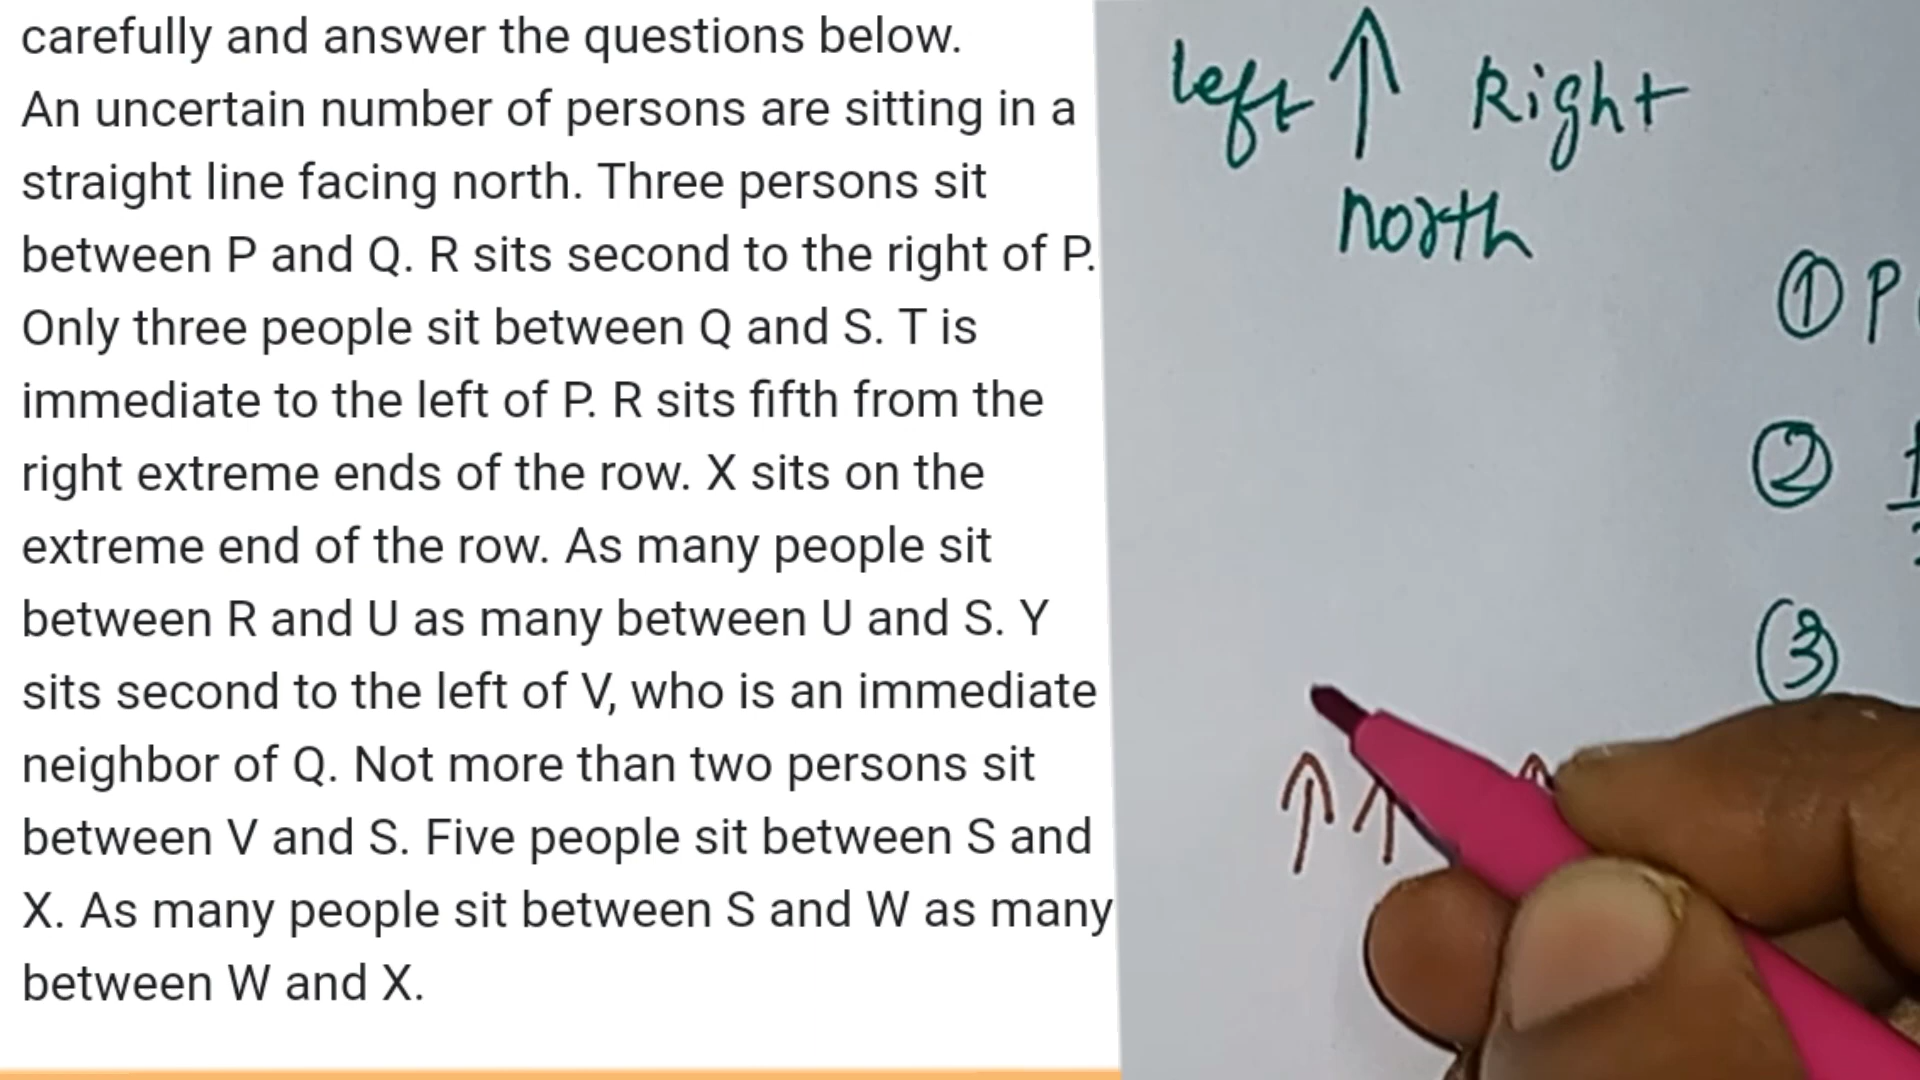 carefully and answer the questions below.
An uncertain number of persons are sitting in a
straight line facing north. Three persons sit
between P and Q. R sits second to the right of P.
Only three people sit between Q and S. T is
immediate to the left of P. R sits fifth from the
right extreme ends of the row. X sits on the
extreme end of the row. As many people sit
between R and U as many between U and S. Y
sits second to the left of V, who is an immediate
neighbor of Q. Not more than two persons sit
between V and S. Five people sit between S and
X. As many people sit between S and W as many
between W and X.
left Right
north
① P
②
③